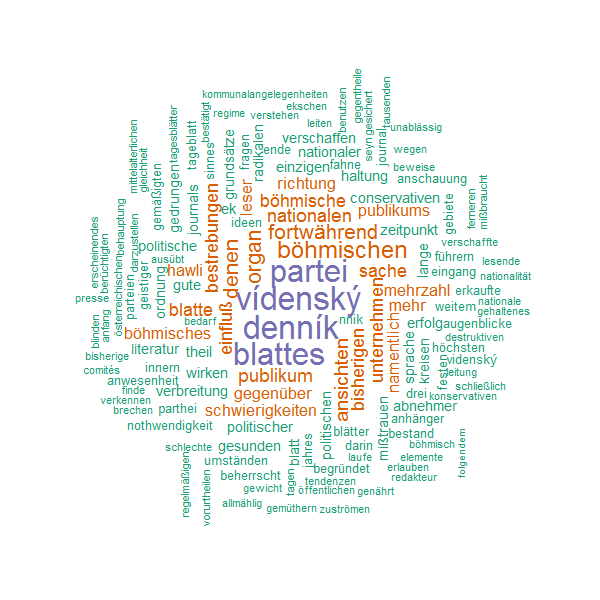 kommunalangelegenheiten
ekschen
regime
verstehen
leiten
benutzen
gegentheile
gesichert
seyn
tausenden
unablässig
journal
wegen
beweise
mittelalterlichen
gleichheit
gemäßigten
gedrungen
tagesblätter
tageblatt
bestätigt
sinnes
grundsätze
fragen
radikalen
ende
verschaffen
nationaler
einzigen
fahne
haltung
anschauung
richtung
leser
journals
bestrebungen
ek
ideen
böhmische
nationalen
conservativen
publikums
gebiete
ferneren
mißbraucht
fortwährend
zeitpunkt
verschaffte
erscheinendes
berüchtigten
österreichischen
behauptung
darzustellen
parteien
geistiger
politische
ausübt
ordnung
hawli
gute
denen
organ
böhmischen
lange
führern
eingang
lesende
nationalität
partei
sache
presse
blinden
anfang
vídenský
mehrzahl
erkaufte
mehr
weitem
nationale
gehaltenes
blatte
bedarf
einfluß
denník
nník
unternehmen
namentlich
erfolg
augenblicke
destruktiven
böhmisches
bisherige
comités
literatur
theil
blattes
ansichten
bisherigen
sprache
kreisen
höchsten
videnský
leitung
innern
anwesenheit
wirken
publikum
festen
finde
verkennen
verbreitung
gegenüber
drei
schließlich
konservativen
brechen
parthei
schwierigkeiten
mißtrauen
abnehmer
anhänger
nothwendigkeit
politischer
politischen
blätter
bestand
schlechte
gesunden
blatt
jahres
darin
böhmisch
regelmäßigen
vorurtheilen
umständen
laufe
elemente
folgendem
beherrscht
begründet
erlauben
redakteur
gewicht
tagen
tendenzen
öffentlichen
genährt
allmählig
gemüthern
zuströmen